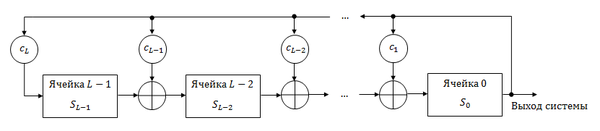 ...
c_L
c_{L-1}
c_{L-2}
c_1
Ячейка L − 1
S_{L-1}
Ячейка L − 2
S_{L-2}
...
Ячейка 0
S_0
Выход системы